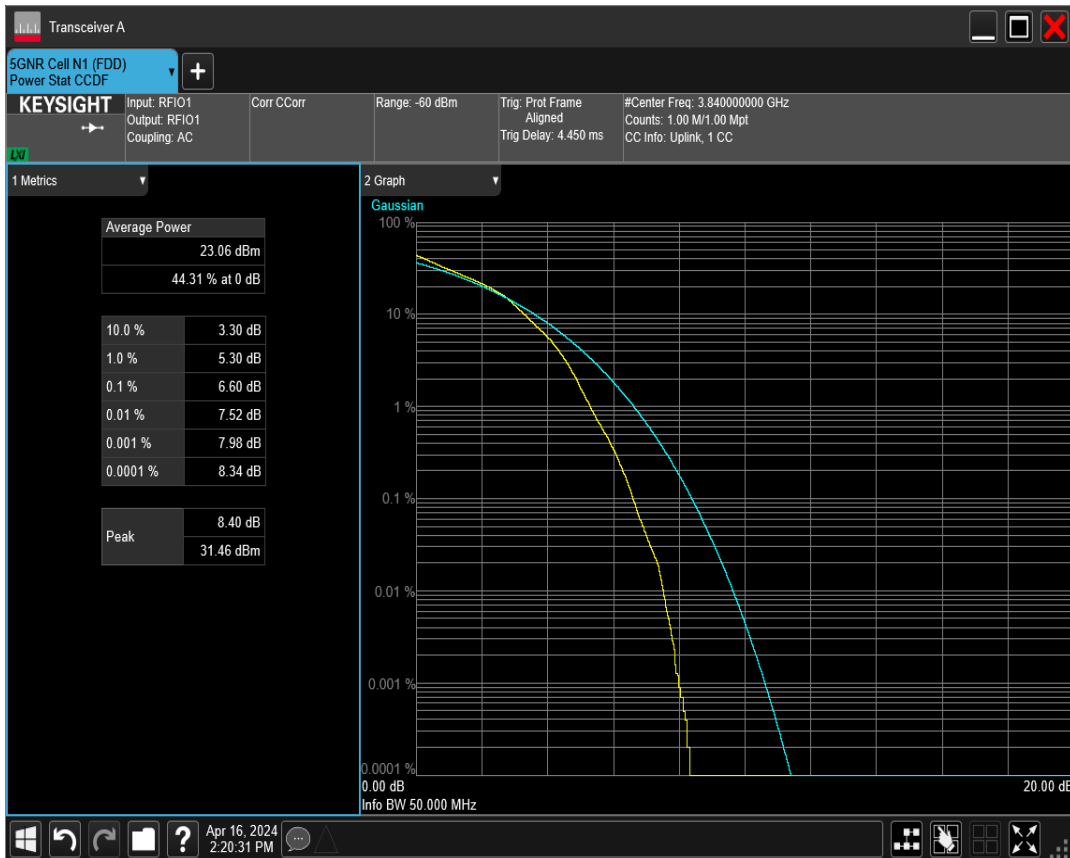 Transceiver A
5GNR Cell N1 (FDD)
Power Stat CCDF
+
KEYSIGHT
LXI
Input: RFIO1
Output: RFIO1
Coupling: AC
Corr CCorr
Range: -60 dBm
Trig: Prot Frame
Aligned
Trig Delay: 4.450 ms
#Center Freq: 3.840000000 GHz
Counts: 1.00 M/1.00 Mpt
CC Info: Uplink, 1 CC
1 Metrics
Average Power
23.06 dBm
44.31 % at 0 dB
10.0 % 3.30 dB
1.0 % 5.30 dB
0.1 % 6.60 dB
0.01 % 7.52 dB
0.001 % 7.98 dB
0.0001 % 8.34 dB
Peak
8.40 dB
31.46 dBm
2 Graph
Gaussian
100 %
10 %
1 %
0.1 %
0.01 %
0.001 %
0.0001 %
0.00 dB 20.00 dB
Info BW 50.000 MHz
?
Apr 16, 2024
2:20:31 PM